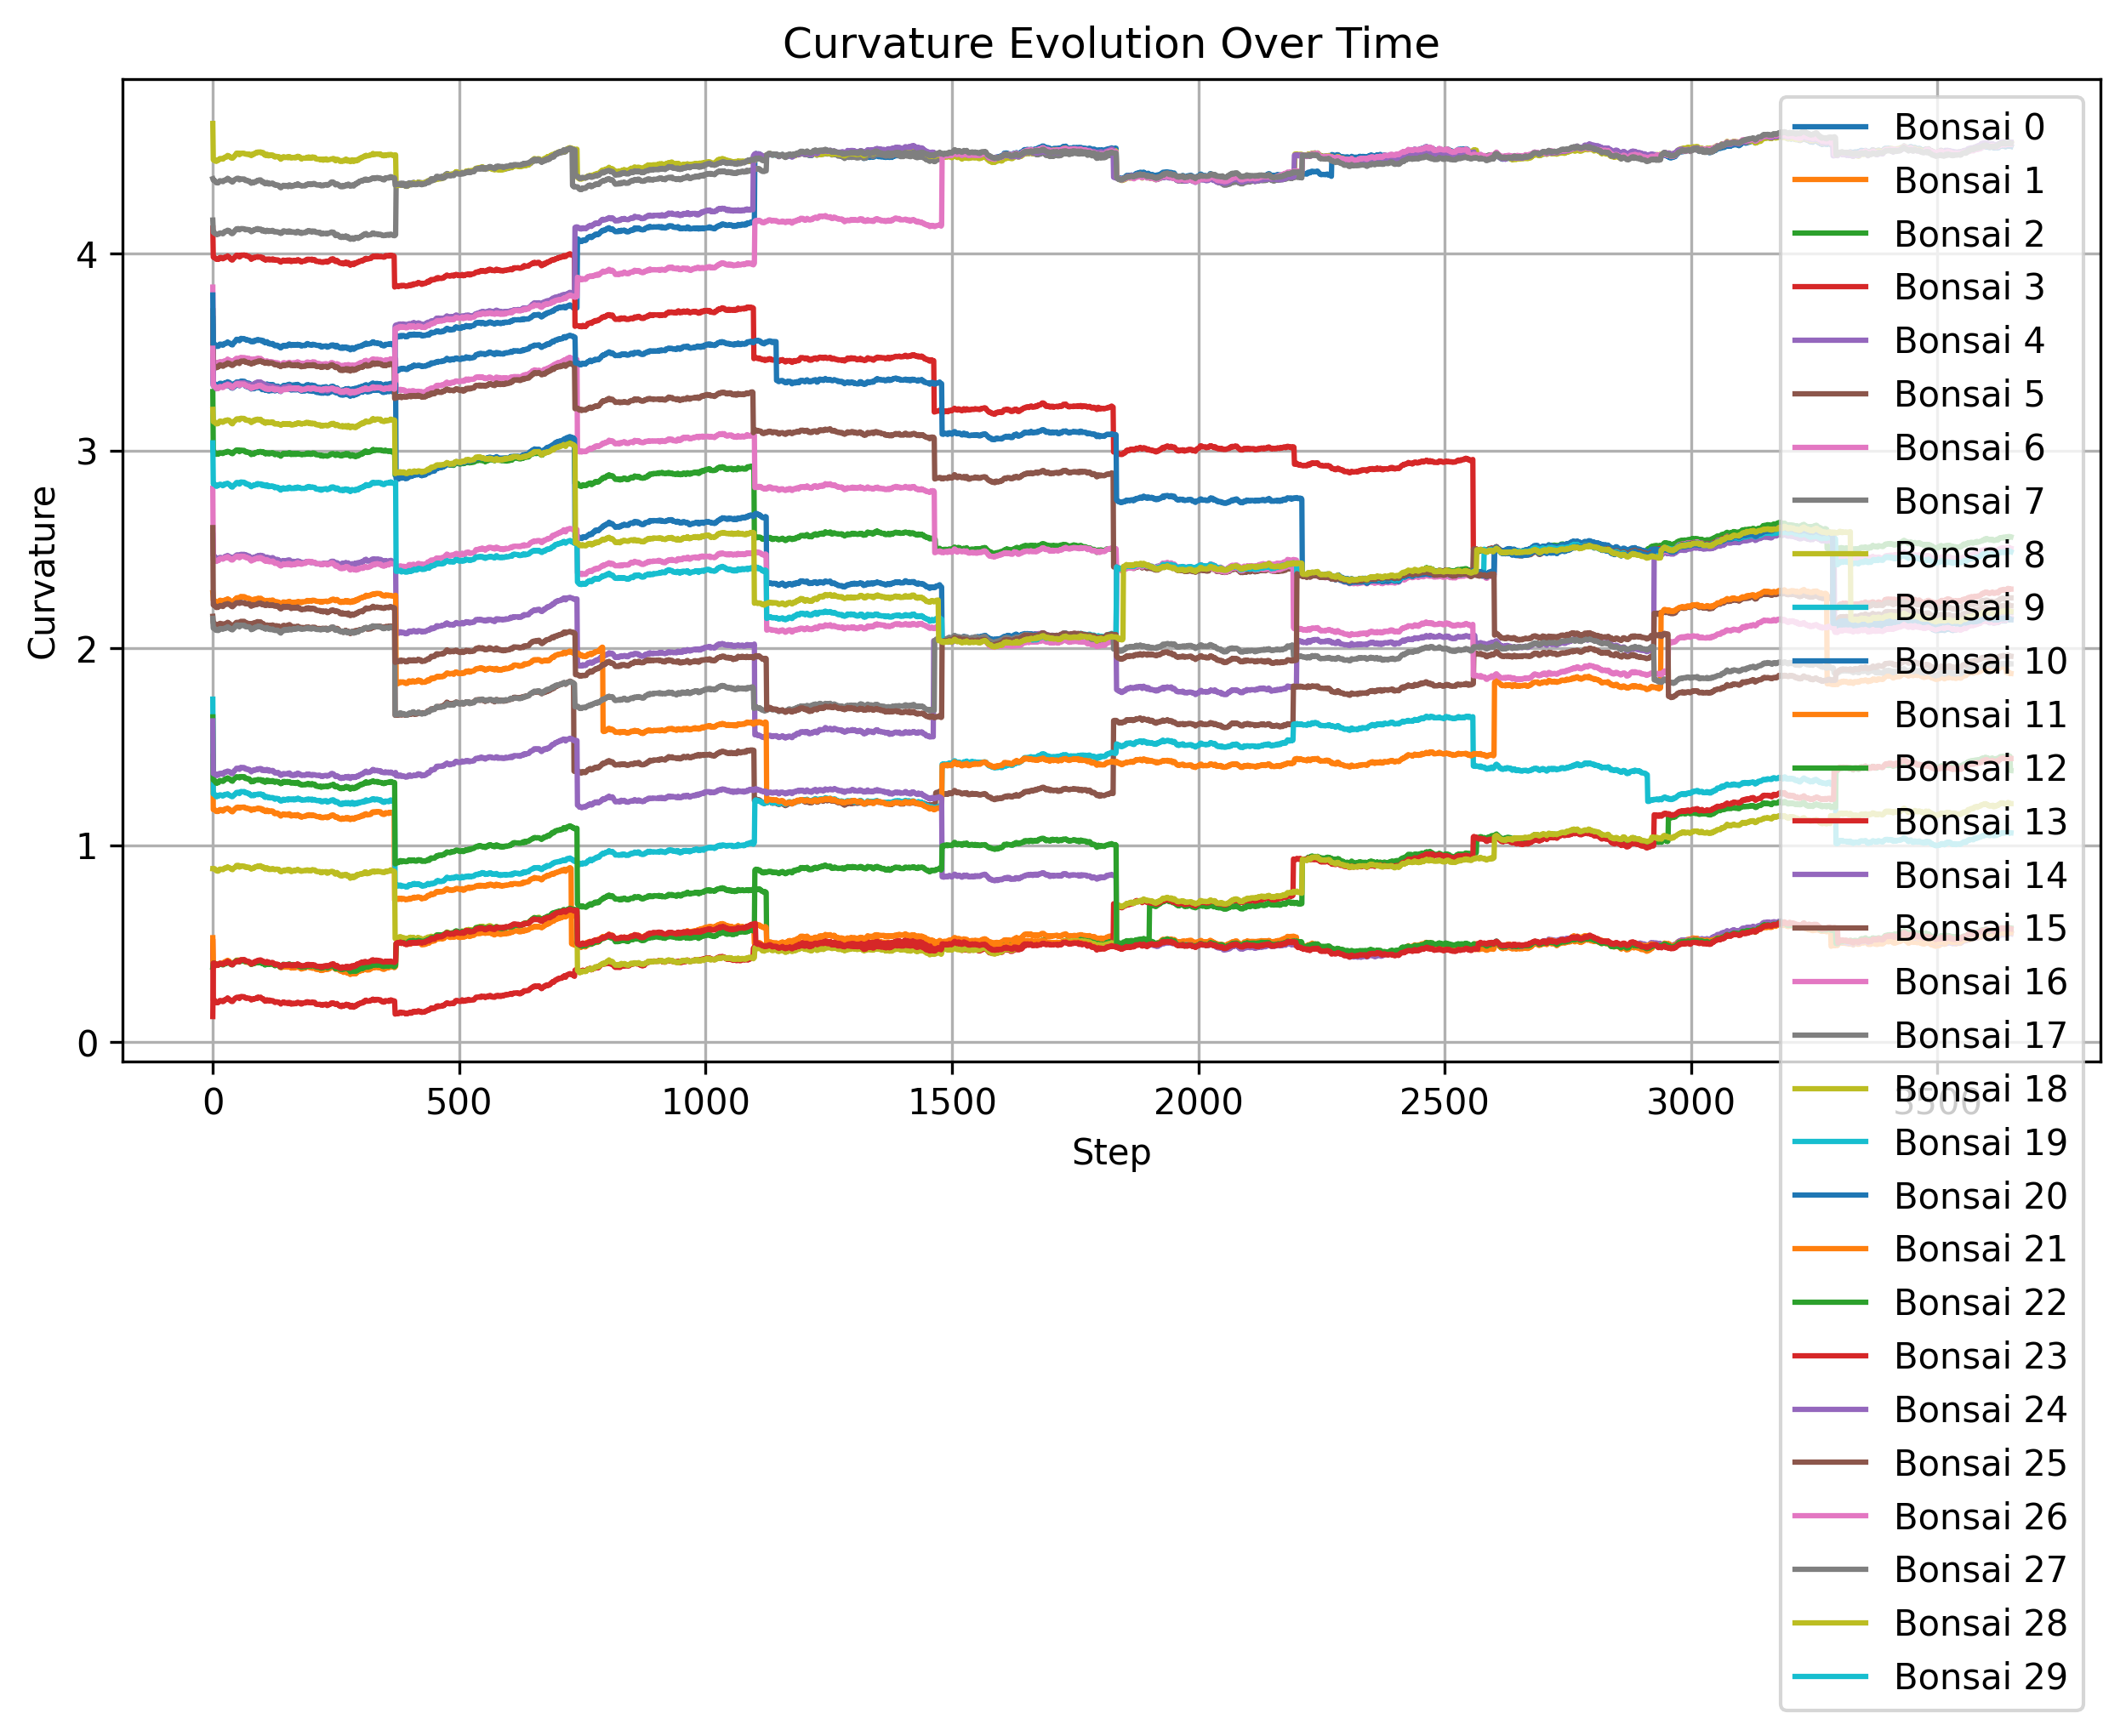 Curvature Evolution Over Time
Curvature
4
3
2
1
0
0
500
1000
1500
2000
2500
3000
3500
Step
Bonsai 0
Bonsai 1
Bonsai 2
Bonsai 3
Bonsai 4
Bonsai 5
Bonsai 6
Bonsai 7
Bonsai 8
Bonsai 9
Bonsai 10
Bonsai 11
Bonsai 12
Bonsai 13
Bonsai 14
Bonsai 15
Bonsai 16
Bonsai 17
Bonsai 18
Bonsai 19
Bonsai 20
Bonsai 21
Bonsai 22
Bonsai 23
Bonsai 24
Bonsai 25
Bonsai 26
Bonsai 27
Bonsai 28
Bonsai 29